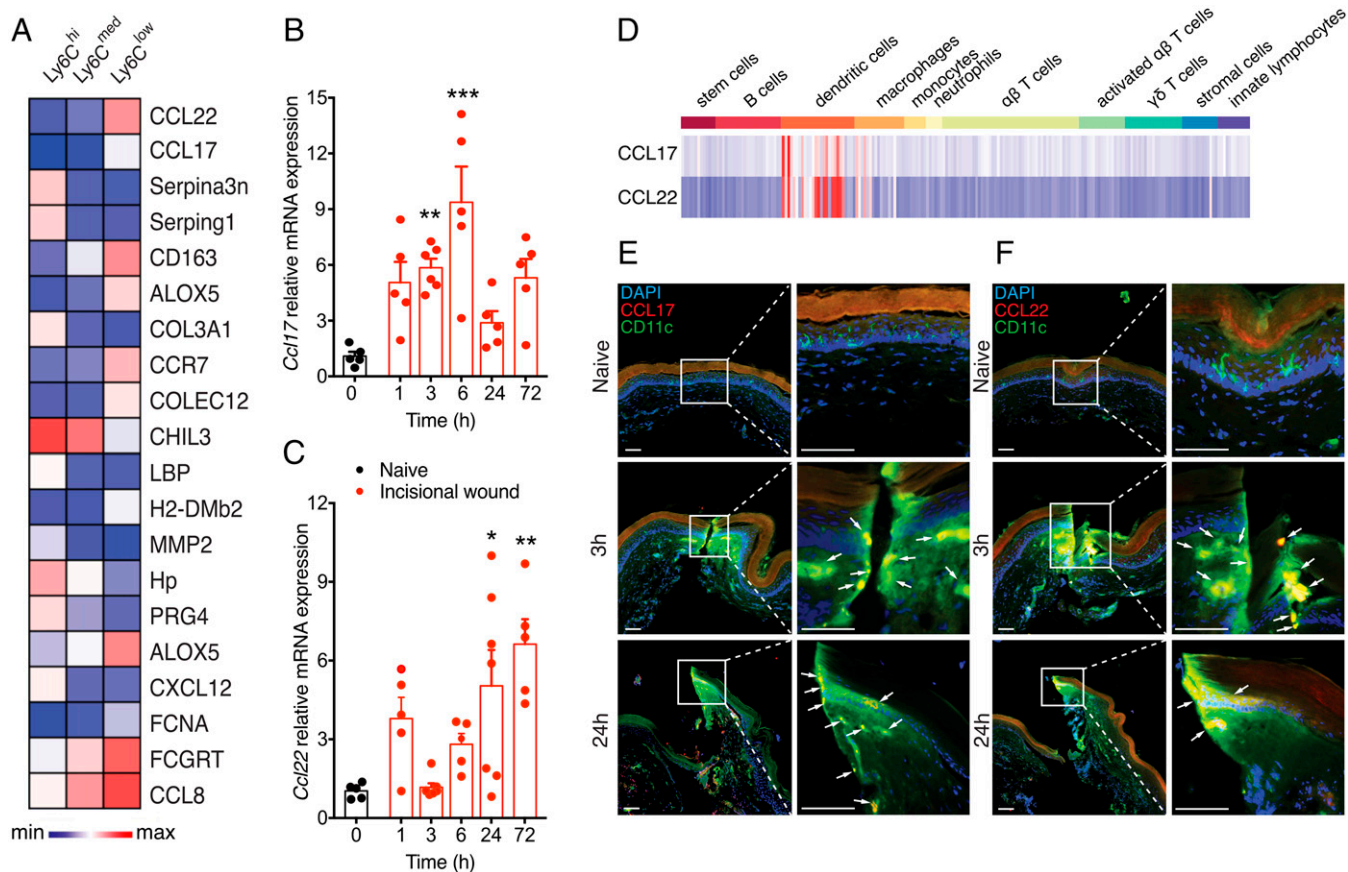 A
Ly6C hi
Ly6C med
Ly6C low
CCL22
CCL17
Serpina3n
Serping1
CD163
ALOX5
COL3A1
CCR7
COLEC12
CHIL3
LBP
H2-DMb2
MMP2
Hp
PRG4
ALOX5
CXCL12
FCNA
FCGRT
CCL8
min
max
B
Ccl17 relative mRNA expression
15
12
9
6
3
0
**
***
0 1 3 6 24 72
Time (h)
C
Naive
Incisional wound
Ccl22 relative mRNA expression
12
9
6
3
0
*
**
0 1 3 6 24 72
Time (h)
D
stem cells
B cells
dendritic cells
macrophages
monocytes
neutrophils
αβ T cells
activated αβ T cells
γδ T cells
stromal cells
innate lymphocytes
CCL17
CCL22
E
DAPI
CCL17
CD11c
Naive
3h
24h
F
DAPI
CCL22
CD11c
Naive
3h
24h